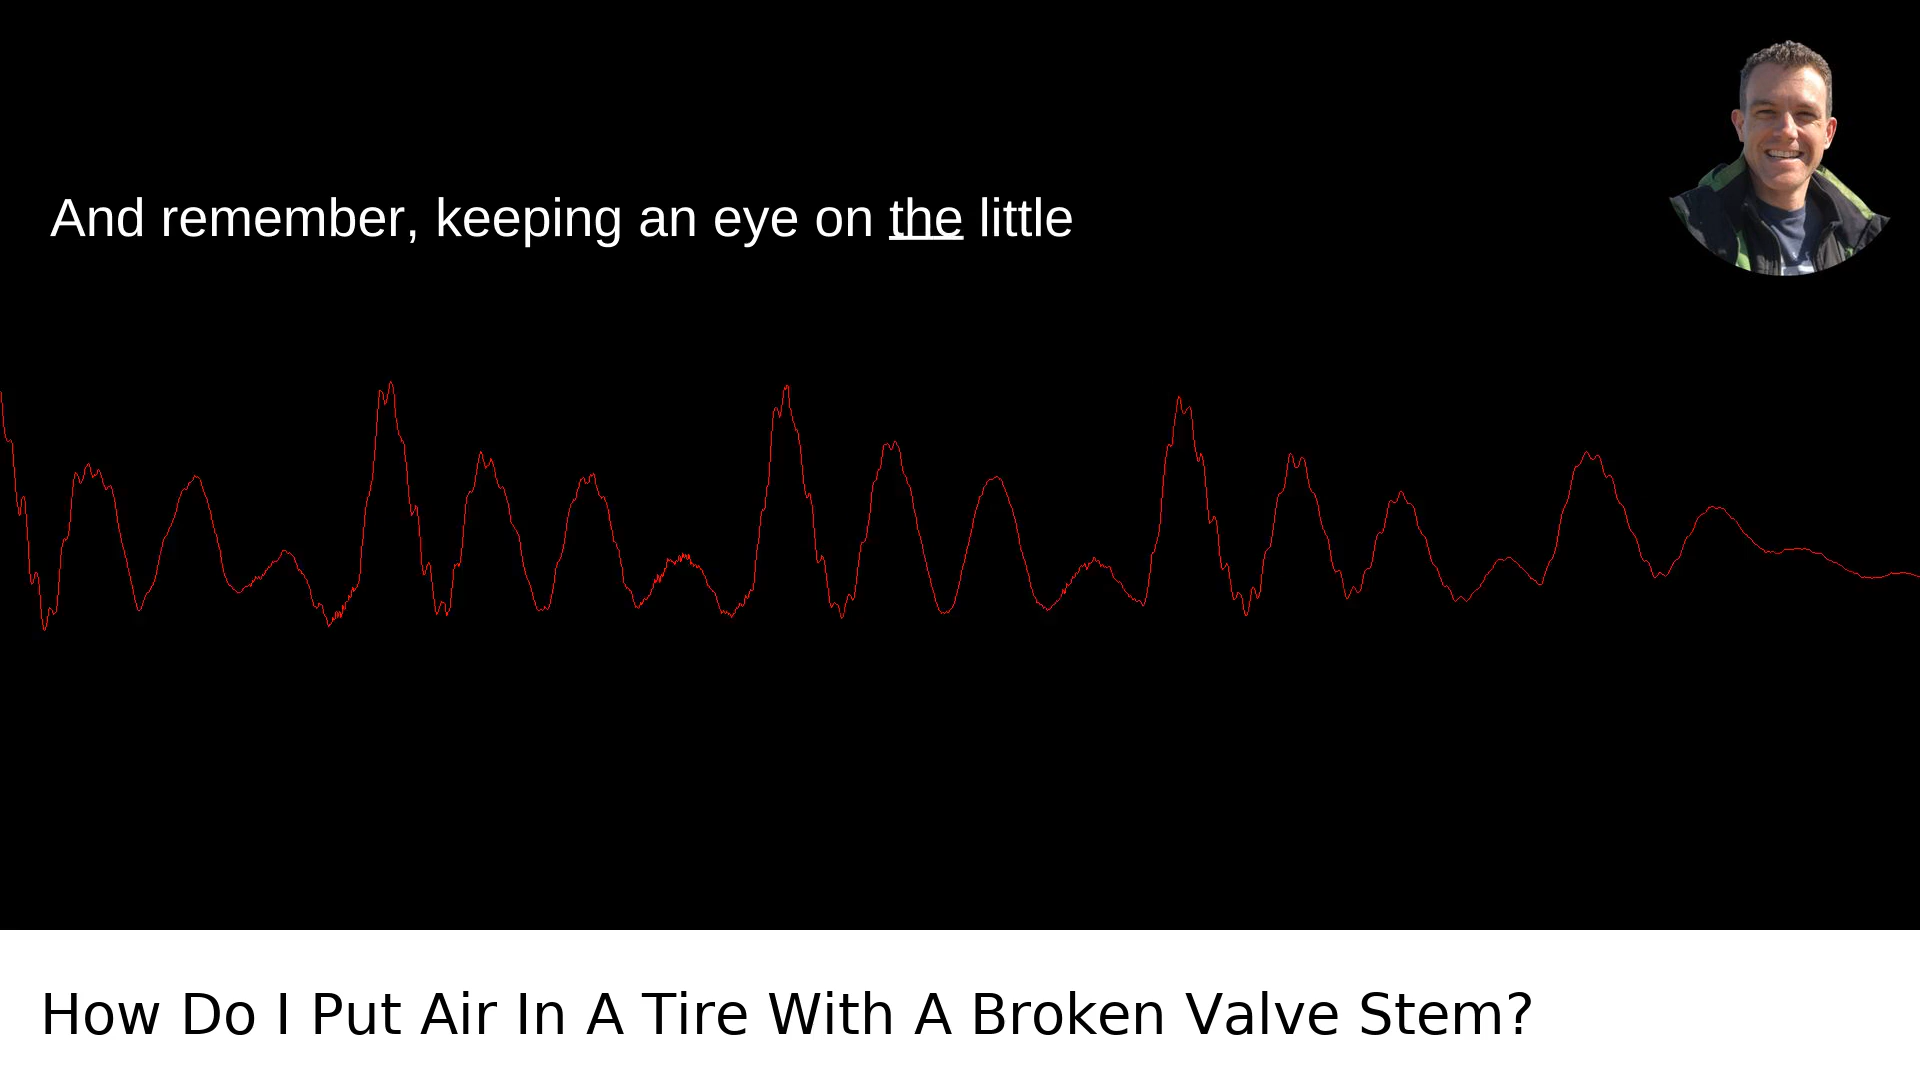 And remember, keeping an eye on the little
How Do I Put Air In A Tire With A Broken Valve Stem?